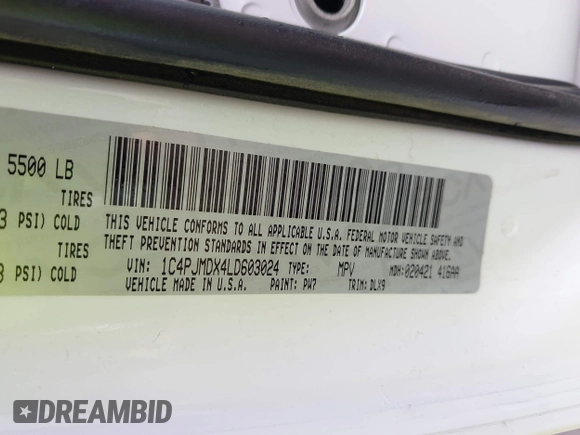 5500 LB
TIRES
PSI) COLD
TIRES
PSI) COLD
THIS VEHICLE CONFORMS TO ALL APPLICABLE U.S.A. FEDERAL MOTOR VEHICLE SAFETY AND
THEFT PREVENTION STANDARDS IN EFFECT ON THE DATE OF MANUFACTURE SHOWN ABOVE.
VIN: 1C4PJMDX4LD603024 TYPE: MPV MDH: 020421 416AA
VEHICLE MADE IN U.S.A. PAINT: PW7 TRIM: DLX9
DREAMBID